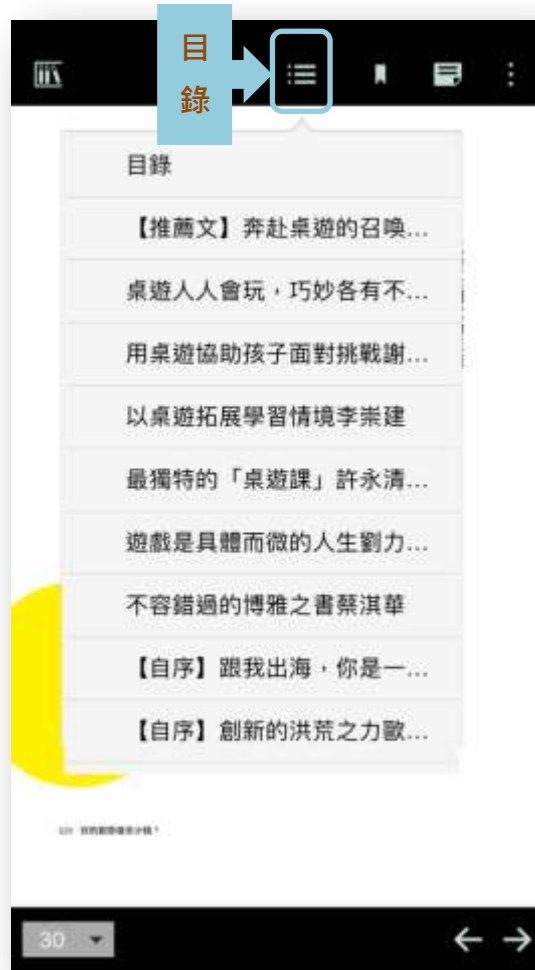 目
錄
目錄
【推薦文】奔赴桌遊的召喚...
桌遊人人會玩，巧妙各有不...
用桌遊協助孩子面對挑戰謝...
以桌遊拓展學習情境李崇建
最獨特的「桌遊課」許永清...
遊戲是具體而微的人生劉力...
不容錯過的博雅之書蔡淇華
【自序】跟我出海，你是一...
【自序】創新的洪荒之力歐...
30